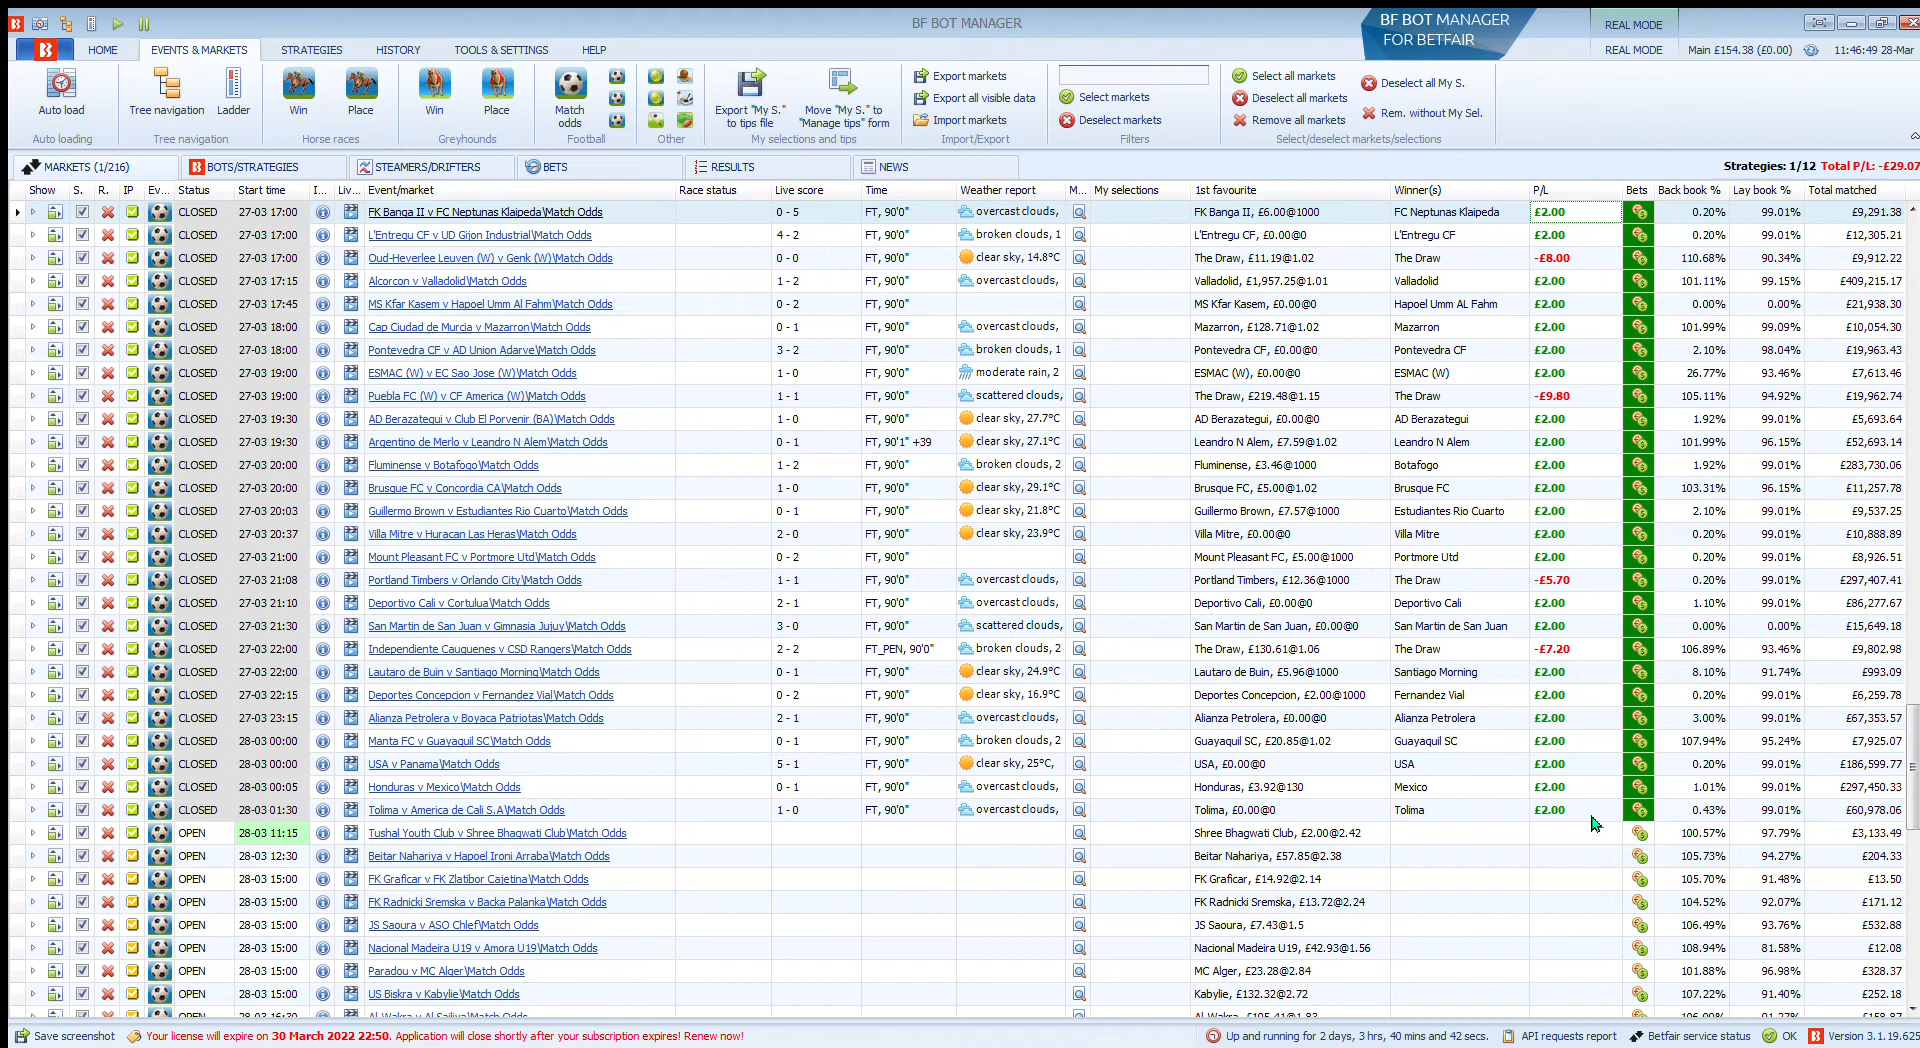 BF BOT MANAGER
BF BOT MANAGER
FOR BETFAIR
REAL MODE
HOME EVENTS & MARKETS STRATEGIES HISTORY TOOLS & SETTINGS HELP
REAL MODE Main £154.38 (£0.00) 11:46:49 28-Mar
Auto load Tree navigation Ladder Win Place Win Place Match odds
Export "My S." to tips file Move "My S." to "Manage tips" form
Export markets
Export all visible data
Import markets
Select markets
Deselect markets
Select all markets
Deselect all markets
Remove all markets
Deselect all My S.
Rem. without My Sel.
Auto loading Tree navigation Horse races Greyhounds Football Other My selections and tips Import/Export Filters Select/deselect markets/selections
MARKETS (1/216) BOTS/STRATEGIES STEAMERS/DRIFTERS BETS RESULTS NEWS Strategies: 1/12 Total P/L: -£29.07
Show S. R. IP Ev... Status Start time I... Liv... Event/market Race status Live score Time Weather report M... My selections 1st favourite Winner(s) P/L Bets Back book % Lay book % Total matched
CLOSED 27-03 17:00 FK Banga II v FC Neptunas Klaipeda\Match Odds 0 - 5 FT, 90'0" overcast clouds, FK Banga II, £6.00@1000 FC Neptunas Klaipeda £2.00 0.20% 99.01% £9,291.38
CLOSED 27-03 17:00 L'Entregu CF v UD Gijon Industrial\Match Odds 4 - 2 FT, 90'0" broken clouds, 1 L'Entregu CF, £0.00@0 L'Entregu CF £2.00 0.20% 99.01% £12,305.21
CLOSED 27-03 17:00 Oud-Heverlee Leuven (W) v Genk (W)\Match Odds 0 - 0 FT, 90'0" clear sky, 14.8°C The Draw, £11.19@1.02 The Draw -£8.00 110.68% 90.34% £9,912.22
CLOSED 27-03 17:15 Alcorcon v Valladolid\Match Odds 1 - 2 FT, 90'0" overcast clouds, Valladolid, £1,957.25@1.01 Valladolid £2.00 101.11% 99.15% £409,215.17
CLOSED 27-03 17:45 MS Kfar Kasem v Hapoel Umm Al Fahm\Match Odds 0 - 2 FT, 90'0" MS Kfar Kasem, £0.00@0 Hapoel Umm AL Fahm £2.00 0.00% 0.00% £21,938.30
CLOSED 27-03 18:00 Cap Ciudad de Murcia v Mazarron\Match Odds 0 - 1 FT, 90'0" overcast clouds, Mazarron, £128.71@1.02 Mazarron £2.00 101.99% 99.09% £10,054.30
CLOSED 27-03 18:00 Pontevedra CF v AD Union Adarve\Match Odds 3 - 2 FT, 90'0" broken clouds, 1 Pontevedra CF, £0.00@0 Pontevedra CF £2.00 2.10% 98.04% £19,963.43
CLOSED 27-03 19:00 ESMAC (W) v EC Sao Jose (W)\Match Odds 1 - 0 FT, 90'0" moderate rain, 2 ESMAC (W), £0.00@0 ESMAC (W) £2.00 26.77% 93.46% £7,613.46
CLOSED 27-03 19:00 Puebla FC (W) v CF America (W)\Match Odds 1 - 1 FT, 90'0" scattered clouds, The Draw, £219.48@1.15 The Draw -£9.80 105.11% 94.92% £19,962.74
CLOSED 27-03 19:30 AD Berazategui v Club El Porvenir (BA)\Match Odds 1 - 0 FT, 90'0" clear sky, 27.7°C AD Berazategui, £0.00@0 AD Berazategui £2.00 1.92% 99.01% £5,693.64
CLOSED 27-03 19:30 Argentino de Merlo v Leandro N Alem\Match Odds 0 - 1 FT, 90'1" +39 clear sky, 27.1°C Leandro N Alem, £7.59@1.02 Leandro N Alem £2.00 101.99% 96.15% £52,693.14
CLOSED 27-03 20:00 Fluminense v Botafogo\Match Odds 1 - 2 FT, 90'0" broken clouds, 2 Fluminense, £3.46@1000 Botafogo £2.00 1.92% 99.01% £283,730.06
CLOSED 27-03 20:00 Brusque FC v Concordia CA\Match Odds 1 - 0 FT, 90'0" clear sky, 29.1°C Brusque FC, £5.00@1.02 Brusque FC £2.00 103.31% 96.15% £11,257.78
CLOSED 27-03 20:03 Guillermo Brown v Estudiantes Rio Cuarto\Match Odds 0 - 1 FT, 90'0" clear sky, 21.8°C Guillermo Brown, £7.57@1000 Estudiantes Rio Cuarto £2.00 2.10% 99.01% £9,537.25
CLOSED 27-03 20:37 Villa Mitre v Huracan Las Heras\Match Odds 2 - 0 FT, 90'0" clear sky, 23.9°C Villa Mitre, £0.00@0 Villa Mitre £2.00 0.20% 99.01% £10,888.89
CLOSED 27-03 21:00 Mount Pleasant FC v Portmore Utd\Match Odds 0 - 2 FT, 90'0" Mount Pleasant FC, £5.00@1000 Portmore Utd £2.00 0.20% 99.01% £8,926.51
CLOSED 27-03 21:08 Portland Timbers v Orlando City\Match Odds 1 - 1 FT, 90'0" overcast clouds, Portland Timbers, £12.36@1000 The Draw -£5.70 0.20% 99.01% £297,407.41
CLOSED 27-03 21:10 Deportivo Cali v Cortulua\Match Odds 2 - 1 FT, 90'0" overcast clouds, Deportivo Cali, £0.00@0 Deportivo Cali £2.00 1.10% 99.01% £86,277.67
CLOSED 27-03 21:30 San Martin de San Juan v Gimnasia Jujuy\Match Odds 3 - 0 FT, 90'0" scattered clouds, San Martin de San Juan, £0.00@0 San Martin de San Juan £2.00 0.00% 0.00% £15,649.18
CLOSED 27-03 22:00 Independiente Cauquenes v CSD Rangers\Match Odds 2 - 2 FT_PEN, 90'0" broken clouds, 2 The Draw, £130.61@1.06 The Draw -£7.20 106.89% 93.46% £9,802.98
CLOSED 27-03 22:00 Lautaro de Buin v Santiago Morning\Match Odds 0 - 1 FT, 90'0" clear sky, 24.9°C Lautaro de Buin, £5.96@1000 Santiago Morning £2.00 8.10% 91.74% £993.09
CLOSED 27-03 22:15 Deportes Concepcion v Fernandez Vial\Match Odds 0 - 2 FT, 90'0" clear sky, 16.9°C Deportes Concepcion, £2.00@1000 Fernandez Vial £2.00 0.20% 99.01% £6,259.78
CLOSED 27-03 23:15 Alianza Petrolera v Boyaca Patriotas\Match Odds 2 - 1 FT, 90'0" overcast clouds, Alianza Petrolera, £0.00@0 Alianza Petrolera £2.00 3.00% 99.01% £67,353.57
CLOSED 28-03 00:00 Manta FC v Guayaquil SC\Match Odds 0 - 1 FT, 90'0" broken clouds, 2 Guayaquil SC, £20.85@1.02 Guayaquil SC £2.00 107.94% 95.24% £7,925.07
CLOSED 28-03 00:00 USA v Panama\Match Odds 5 - 1 FT, 90'0" clear sky, 25°C, USA, £0.00@0 USA £2.00 0.20% 99.01% £186,599.77
CLOSED 28-03 00:05 Honduras v Mexico\Match Odds 0 - 1 FT, 90'0" overcast clouds, Honduras, £3.92@130 Mexico £2.00 1.01% 99.01% £297,450.33
CLOSED 28-03 01:30 Tolima v America de Cali S.A\Match Odds 1 - 0 FT, 90'0" overcast clouds, Tolima, £0.00@0 Tolima £2.00 0.43% 99.01% £60,978.06
OPEN 28-03 11:15 Tushal Youth Club v Shree Bhagwati Club\Match Odds Shree Bhagwati Club, £2.00@2.42 100.57% 97.79% £3,133.49
OPEN 28-03 12:30 Beitar Nahariya v Hapoel Ironi Arraba\Match Odds Beitar Nahariya, £57.85@2.38 105.73% 94.27% £204.33
OPEN 28-03 15:00 FK Graficar v FK Zlatibor Cajetina\Match Odds FK Graficar, £14.92@2.14 105.70% 91.48% £13.50
OPEN 28-03 15:00 FK Radnicki Sremska v Backa Palanka\Match Odds FK Radnicki Sremska, £13.72@2.24 104.52% 92.07% £171.12
OPEN 28-03 15:00 JS Saoura v ASO Chlef\Match Odds JS Saoura, £7.43@1.5 106.49% 93.76% £532.88
OPEN 28-03 15:00 Nacional Madeira U19 v Amora U19\Match Odds Nacional Madeira U19, £42.93@1.56 108.94% 81.58% £12.08
OPEN 28-03 15:00 Paradou v MC Alger\Match Odds MC Alger, £23.28@2.84 101.88% 96.98% £328.37
OPEN 28-03 15:00 US Biskra v Kabylie\Match Odds Kabylie, £132.32@2.72 107.22% 91.40% £252.18
Save screenshot Your license will expire on 30 March 2022 22:50. Application will close shortly after your subscription expires! Renew now! Up and running for 2 days, 3 hrs, 40 mins and 42 secs. API requests report Betfair service status OK Version 3.1.19.625